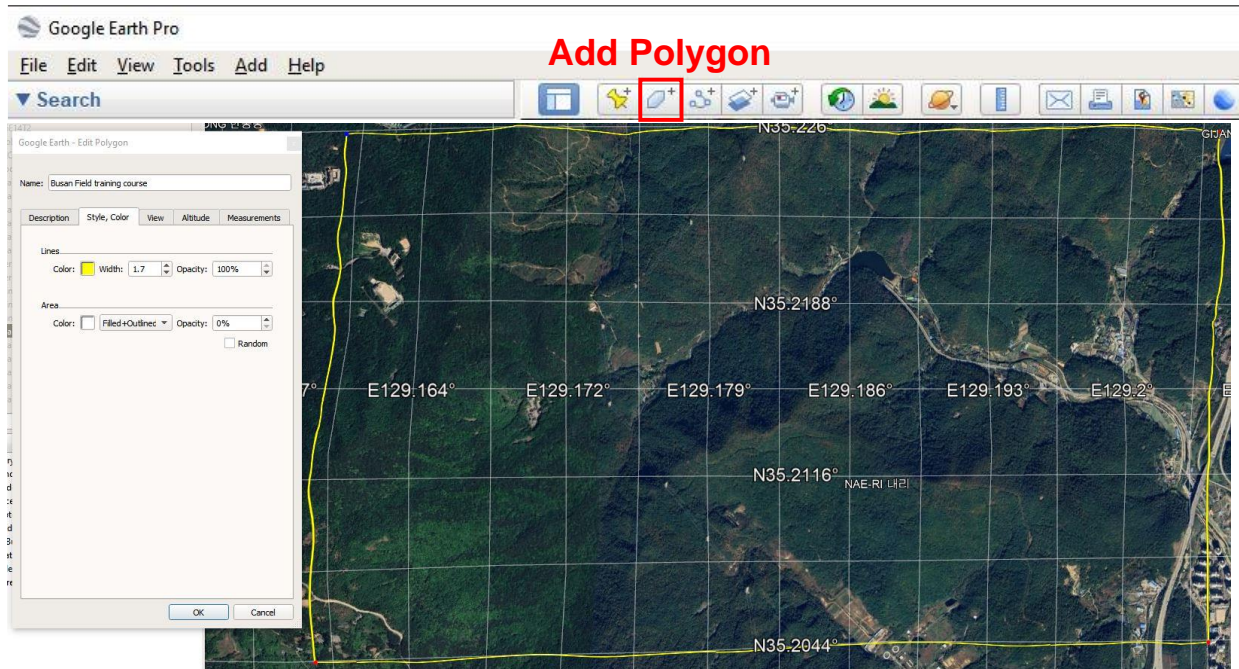 Google Earth Pro
Add Polygon
File Edit View Tools Add Help
Search
N35.226
GIJAN
Google Earth - Edit Polygon
Name: Busan Field training course
Description Style, Color View Altitude Measurements
Lines
Color: Width: 1.7 Opacity: 100%
Area
Color: Filled+Outlined Opacity: 0%
Random
N35.2188°
7° E129.164° E129.172° E129.179° E129.186° E129.193° E129.2° E
N35.2116°
NAE-RI 내리
OK Cancel
N35.2044°